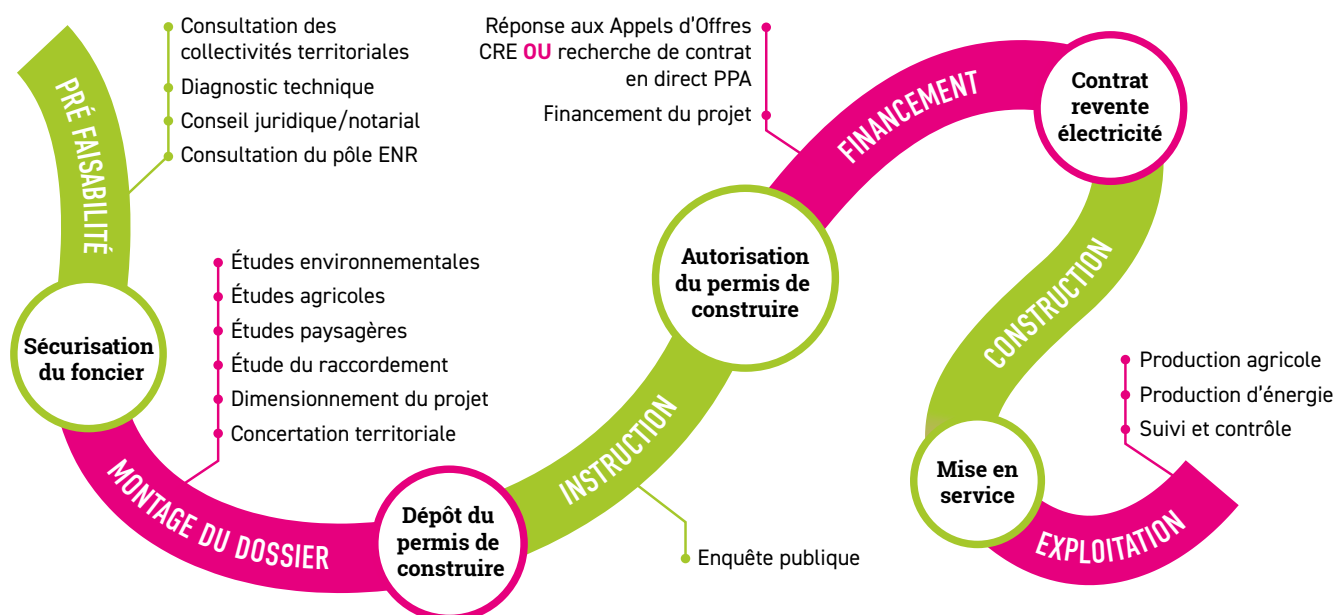 PRÉ FAISABILITÉ
Consultation des
collectivités territoriales
Diagnostic technique
Conseil juridique/notarial
Consultation du pôle ENR
Sécurisation
du foncier
MONTAGE DU DOSSIER
Études environnementales
Études agricoles
Études paysagères
Étude du raccordement
Dimensionnement du projet
Concertation territoriale
Dépôt du
permis de
construire
INSTRUCTION
Enquête publique
Autorisation
du permis de
construire
FINANCEMENT
Réponse aux Appels d'Offres
CRE OU recherche de contrat
en direct PPA
Financement du projet
Contrat
revente
électricité
CONSTRUCTION
Mise en
service
EXPLOITATION
Production agricole
Production d'énergie
Suivi et contrôle